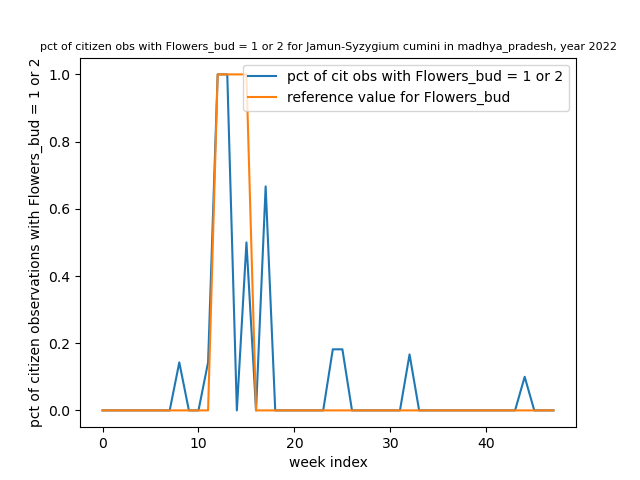 pct of citizen obs with Flowers_bud = 1 or 2 for Jamun-Syzygium cumini in madhya_pradesh, year 2022
pct of citizen observations with Flowers_bud = 1 or 2
1.0
0.8
0.6
0.4
0.2
0.0
pct of cit obs with Flowers_bud = 1 or 2
reference value for Flowers_bud
0 10 20 30 40
week index